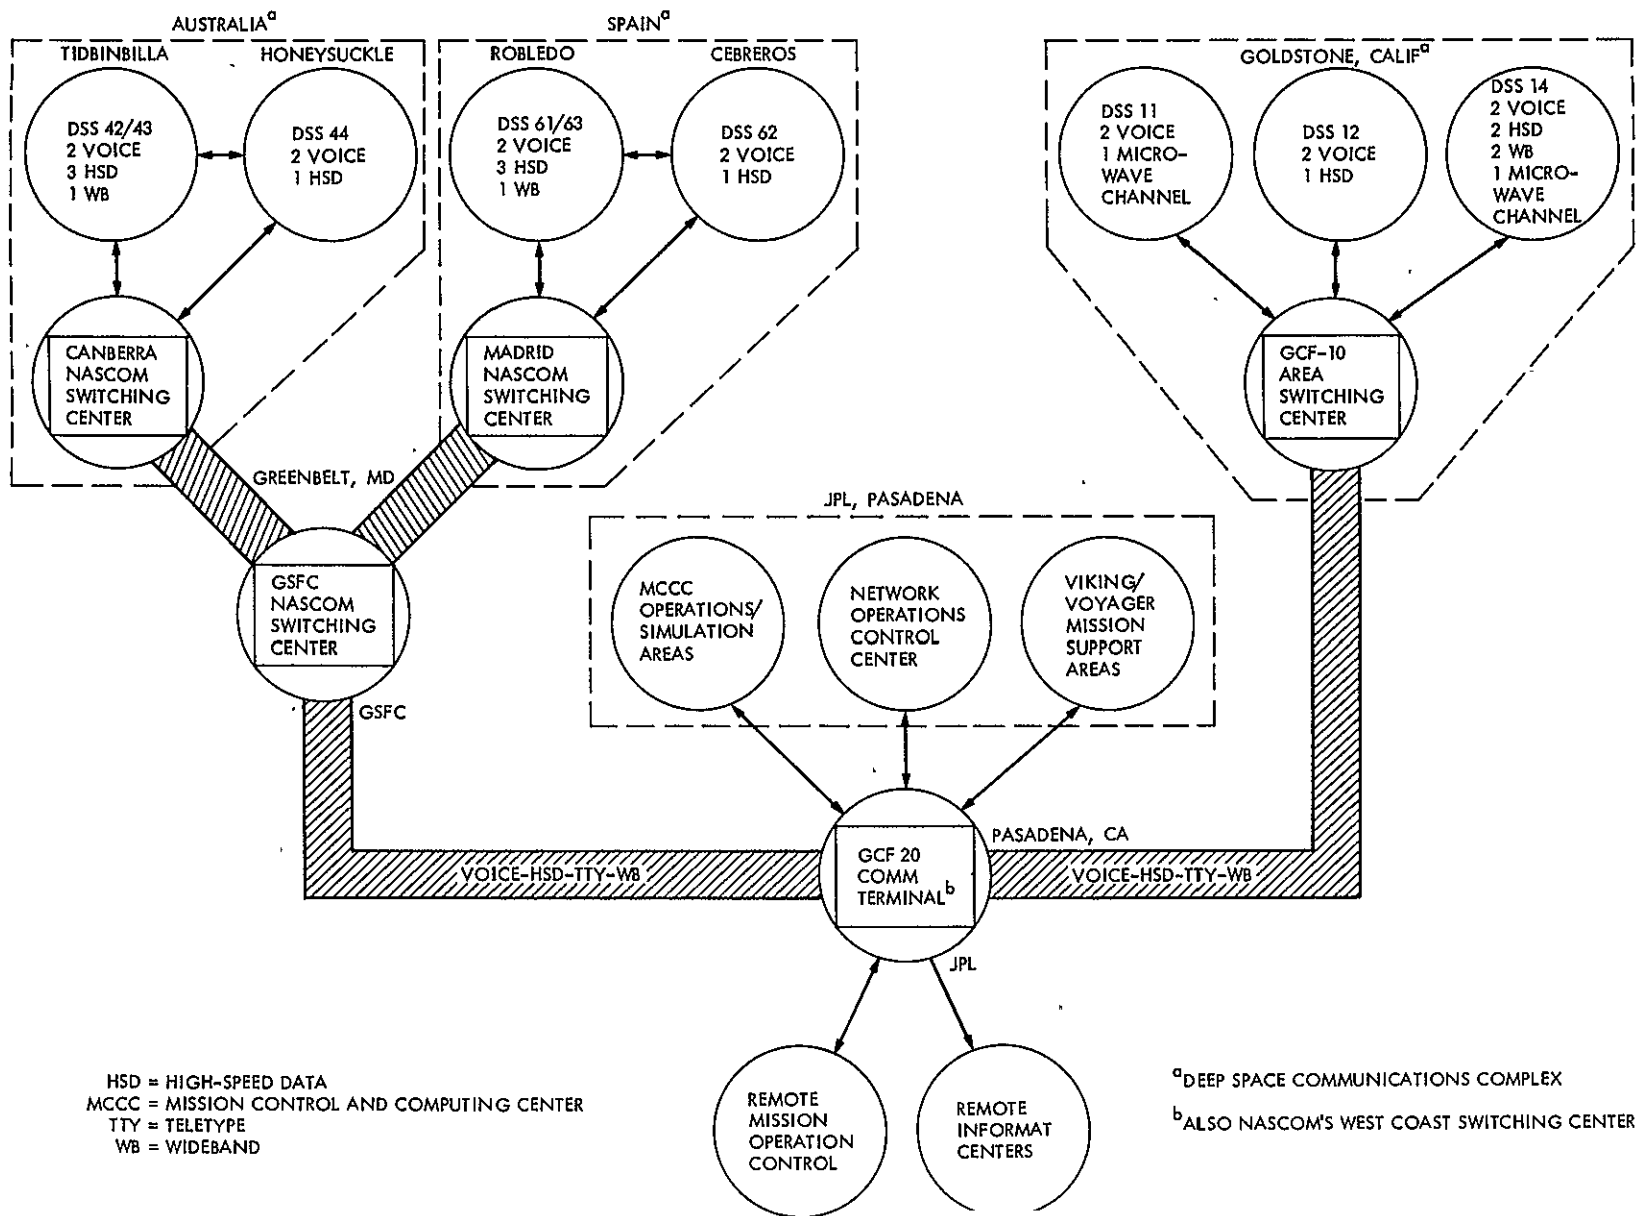 AUSTRALIAᵃ
TIDBINBILLA
HONEYSUCKLE
DSS 42/43
2 VOICE
3 HSD
1 WB
DSS 44
2 VOICE
1 HSD
CANBERRA
NASCOM
SWITCHING
CENTER
SPAINᵃ
ROBLEDO
CEBREROS
DSS 61/63
2 VOICE
3 HSD
1 WB
DSS 62
2 VOICE
1 HSD
MADRID
NASCOM
SWITCHING
CENTER
GOLDSTONE, CALIFᵃ
DSS 11
2 VOICE
1 MICRO-
WAVE
CHANNEL
DSS 12
2 VOICE
1 HSD
DSS 14
2 VOICE
2 HSD
2 WB
1 MICRO-
WAVE
CHANNEL
GCF-10
AREA
SWITCHING
CENTER
GREENBELT, MD
GSFC
NASCOM
SWITCHING
CENTER
GSFC
JPL, PASADENA
MCCC
OPERATIONS/
SIMULATION
AREAS
NETWORK
OPERATIONS
CONTROL
CENTER
VIKING/
VOYAGER
MISSION
SUPPORT
AREAS
PASADENA, CA
VOICE-HSD-TTY-WB
GCF 20
COMM
TERMINALᵇ
VOICE-HSD-TTY-WB
JPL
REMOTE
MISSION
OPERATION
CONTROL
REMOTE
INFORMAT
CENTERS
HSD = HIGH-SPEED DATA
MCCC = MISSION CONTROL AND COMPUTING CENTER
TTY = TELETYPE
WB = WIDEBAND
ᵃDEEP SPACE COMMUNICATIONS COMPLEX
ᵇALSO NASCOM'S WEST COAST SWITCHING CENTER